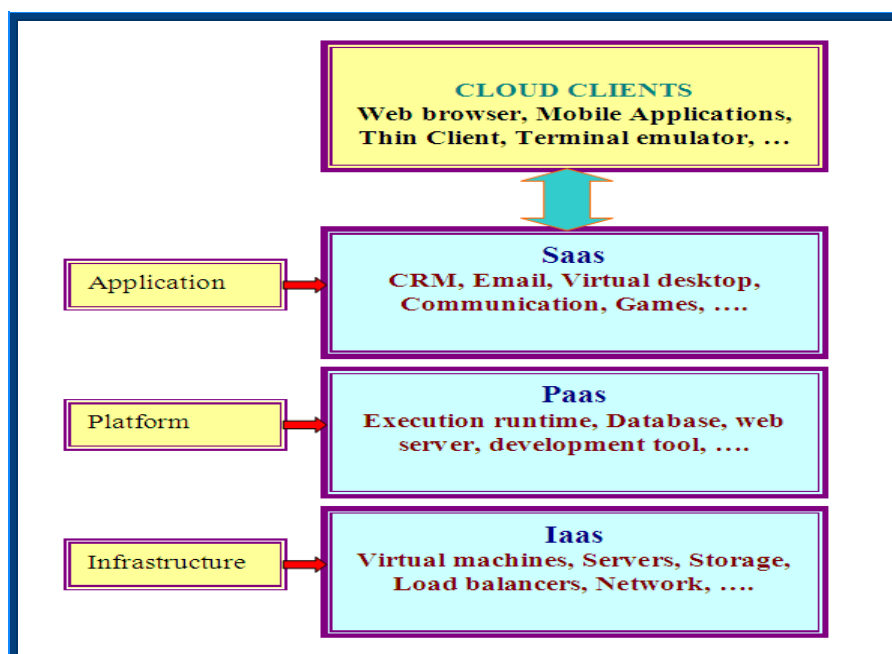 CLOUD CLIENTS
Web browser, Mobile Applications,
Thin Client, Terminal emulator, ...
Application
Saas
CRM, Email, Virtual desktop,
Communication, Games, ....
Platform
Paas
Execution runtime, Database, web
server, development tool, ....
Infrastructure
Iaas
Virtual machines, Servers, Storage,
Load balancers, Network, ....